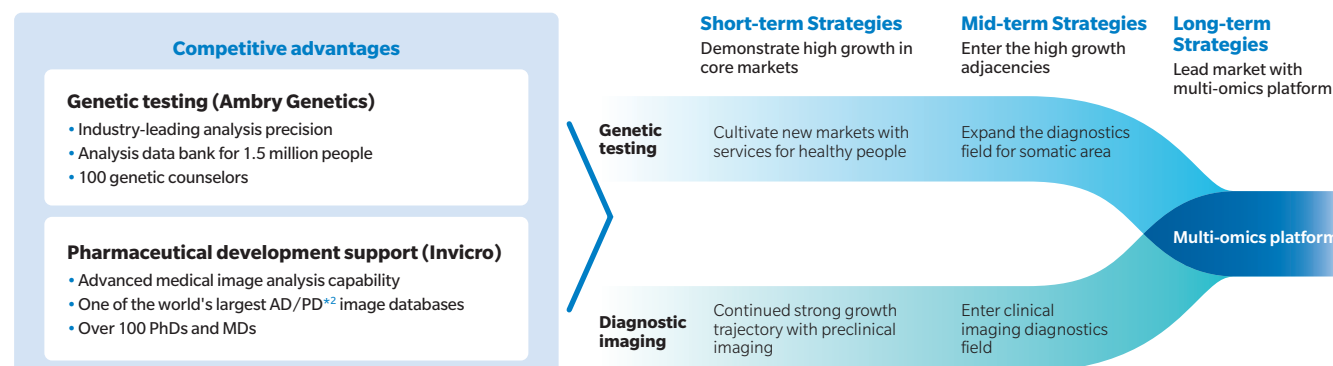 Competitive advantages
Genetic testing (Ambry Genetics)
• Industry-leading analysis precision
• Analysis data bank for 1.5 million people
• 100 genetic counselors
Pharmaceutical development support (Invicro)
• Advanced medical image analysis capability
• One of the world's largest AD/PD*2 image databases
• Over 100 PhDs and MDs
Short-term Strategies
Demonstrate high growth in
core markets
Mid-term Strategies
Enter the high growth
adjacencies
Long-term
Strategies
Lead market with
multi-omics platform
Genetic
testing
Cultivate new markets with
services for healthy people
Expand the diagnostics
field for somatic area
Multi-omics platform
Diagnostic
imaging
Continued strong growth
trajectory with preclinical
imaging
Enter clinical
imaging diagnostics
field